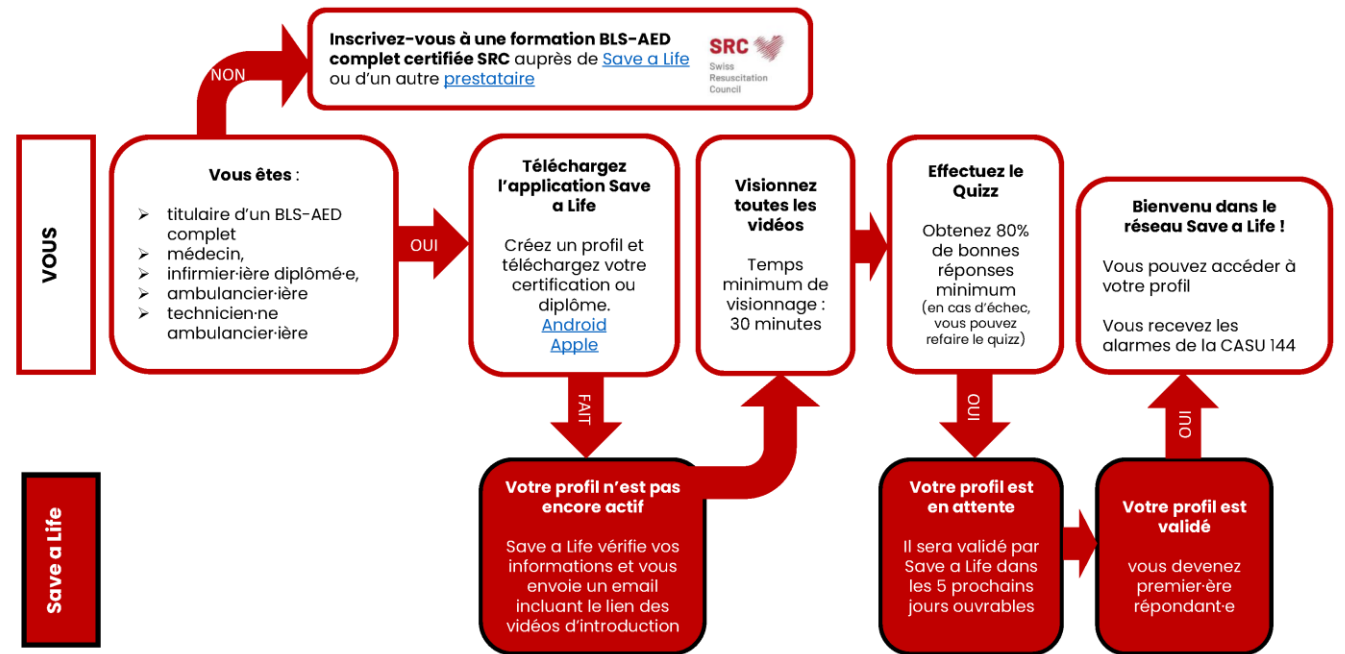 Inscrivez-vous à une formation BLS-AED
complet certifiée SRC auprès de Save a Life
ou d'un autre prestataire
SRC
Swiss
Resuscitation
Council
NON
VOUS
Vous êtes :
➢ titulaire d'un BLS-AED
complet
➢ médecin,
➢ infirmier·ière diplômé·e,
➢ ambulancier·ière
➢ technicien·ne
ambulancier·ière
OUI
Téléchargez
l'application Save
a Life
Créez un profil et
téléchargez votre
certification ou
diplôme.
Android
Apple
Visionnez
toutes les
vidéos
Temps
minimum de
visionnage :
30 minutes
Effectuez le
Quizz
Obtenez 80%
de bonnes
réponses
minimum
(en cas d'échec,
vous pouvez
refaire le quizz)
Bienvenu dans le
réseau Save a Life !
Vous pouvez accéder à
votre profil
Vous recevez les
alarmes de la CASU 144
FAIT
OUI
OUI
Save a Life
Votre profil n'est pas
encore actif
Save a Life vérifie vos
informations et vous
envoie un email
incluant le lien des
vidéos d'introduction
Votre profil est
en attente
Il sera validé par
Save a Life dans
les 5 prochains
jours ouvrables
Votre profil est
validé
vous devenez
premier·ère
répondant·e